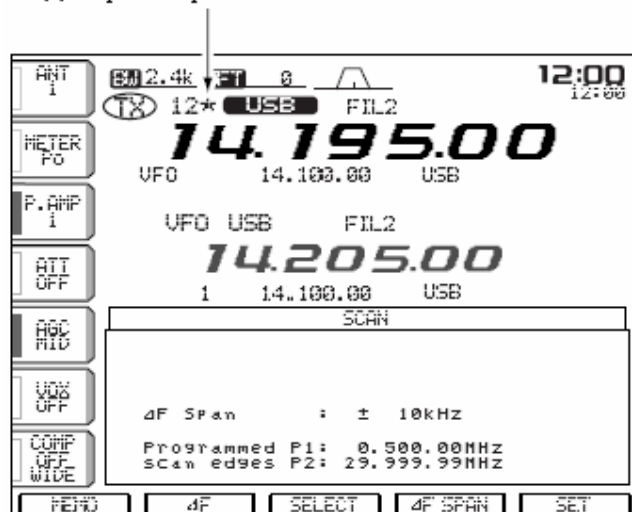 ANT
1
BW 2.4k SFT 0
12:00
12:00
TX 12★ USB FIL2
METER
Po
14.195.00
VFO 14.100.00 USB
P.AMP
1
VFO USB FIL2
ATT
OFF
14.205.00
1 14.100.00 USB
AGC
MID
SCAN
VOX
OFF
ΔF Span : ± 10kHz
COMP
OFF
WIDE
Programmed P1: 0.500.00MHz
scan edges P2: 29.999.99MHz
MEMO ΔF SELECT ΔF SPAN SET